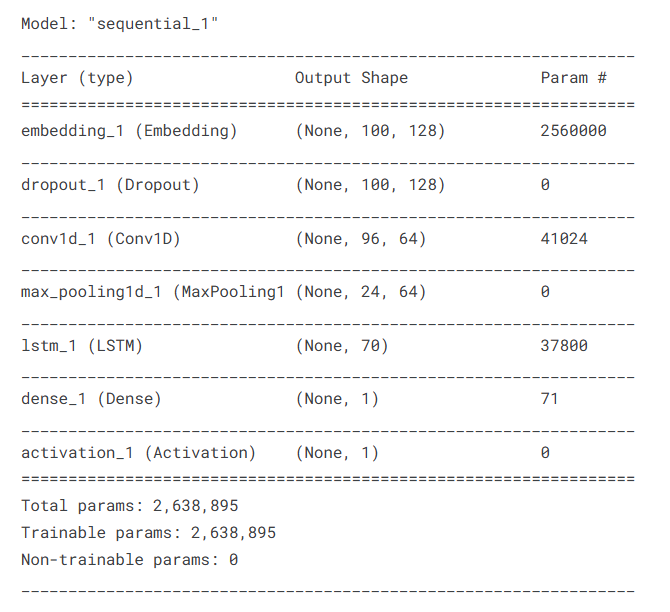 Model: "sequential_1"
_________________________________________________________________
Layer (type)                 Output Shape              Param #
=================================================================
embedding_1 (Embedding)      (None, 100, 128)          2560000
_________________________________________________________________
dropout_1 (Dropout)          (None, 100, 128)          0
_________________________________________________________________
conv1d_1 (Conv1D)            (None, 96, 64)            41024
_________________________________________________________________
max_pooling1d_1 (MaxPooling1 (None, 24, 64)            0
_________________________________________________________________
lstm_1 (LSTM)                (None, 70)                37800
_________________________________________________________________
dense_1 (Dense)              (None, 1)                 71
_________________________________________________________________
activation_1 (Activation)    (None, 1)                 0
=================================================================
Total params: 2,638,895
Trainable params: 2,638,895
Non-trainable params: 0
_________________________________________________________________